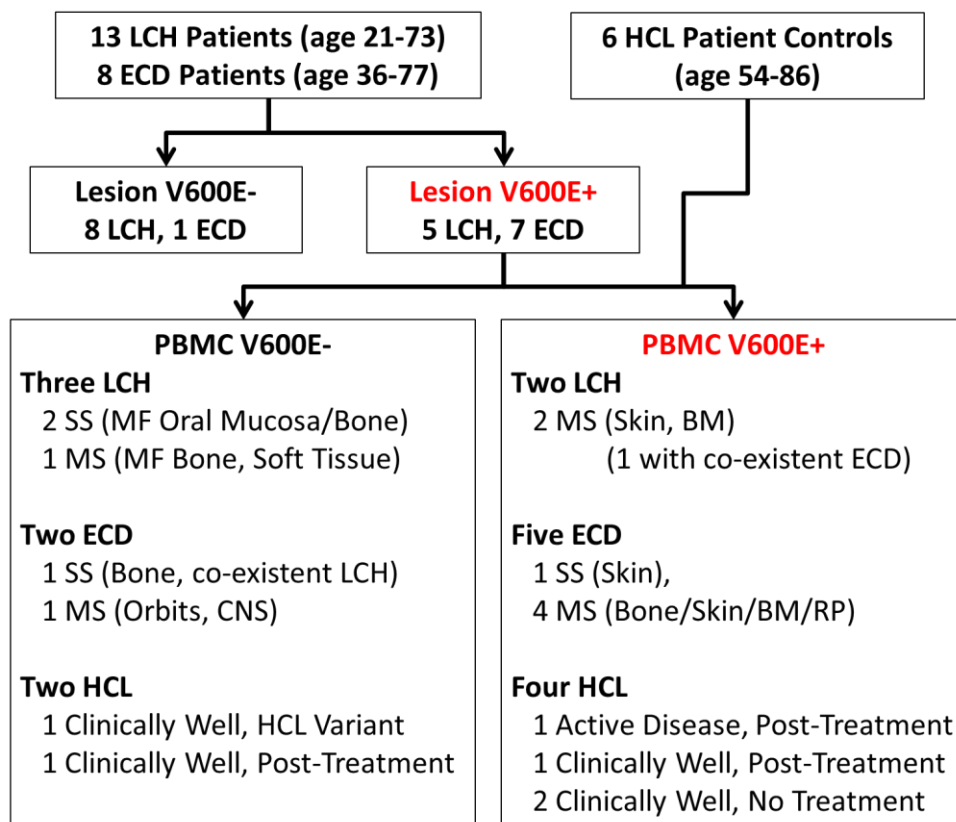 13 LCH Patients (age 21-73)
8 ECD Patients (age 36-77)
6 HCL Patient Controls
(age 54-86)
Lesion V600E-
8 LCH, 1 ECD
Lesion V600E+
5 LCH, 7 ECD
PBMC V600E-
Three LCH
2 SS (MF Oral Mucosa/Bone)
1 MS (MF Bone, Soft Tissue)
Two ECD
1 SS (Bone, co-existent LCH)
1 MS (Orbits, CNS)
Two HCL
1 Clinically Well, HCL Variant
1 Clinically Well, Post-Treatment
PBMC V600E+
Two LCH
2 MS (Skin, BM)
(1 with co-existent ECD)
Five ECD
1 SS (Skin),
4 MS (Bone/Skin/BM/RP)
Four HCL
1 Active Disease, Post-Treatment
1 Clinically Well, Post-Treatment
2 Clinically Well, No Treatment